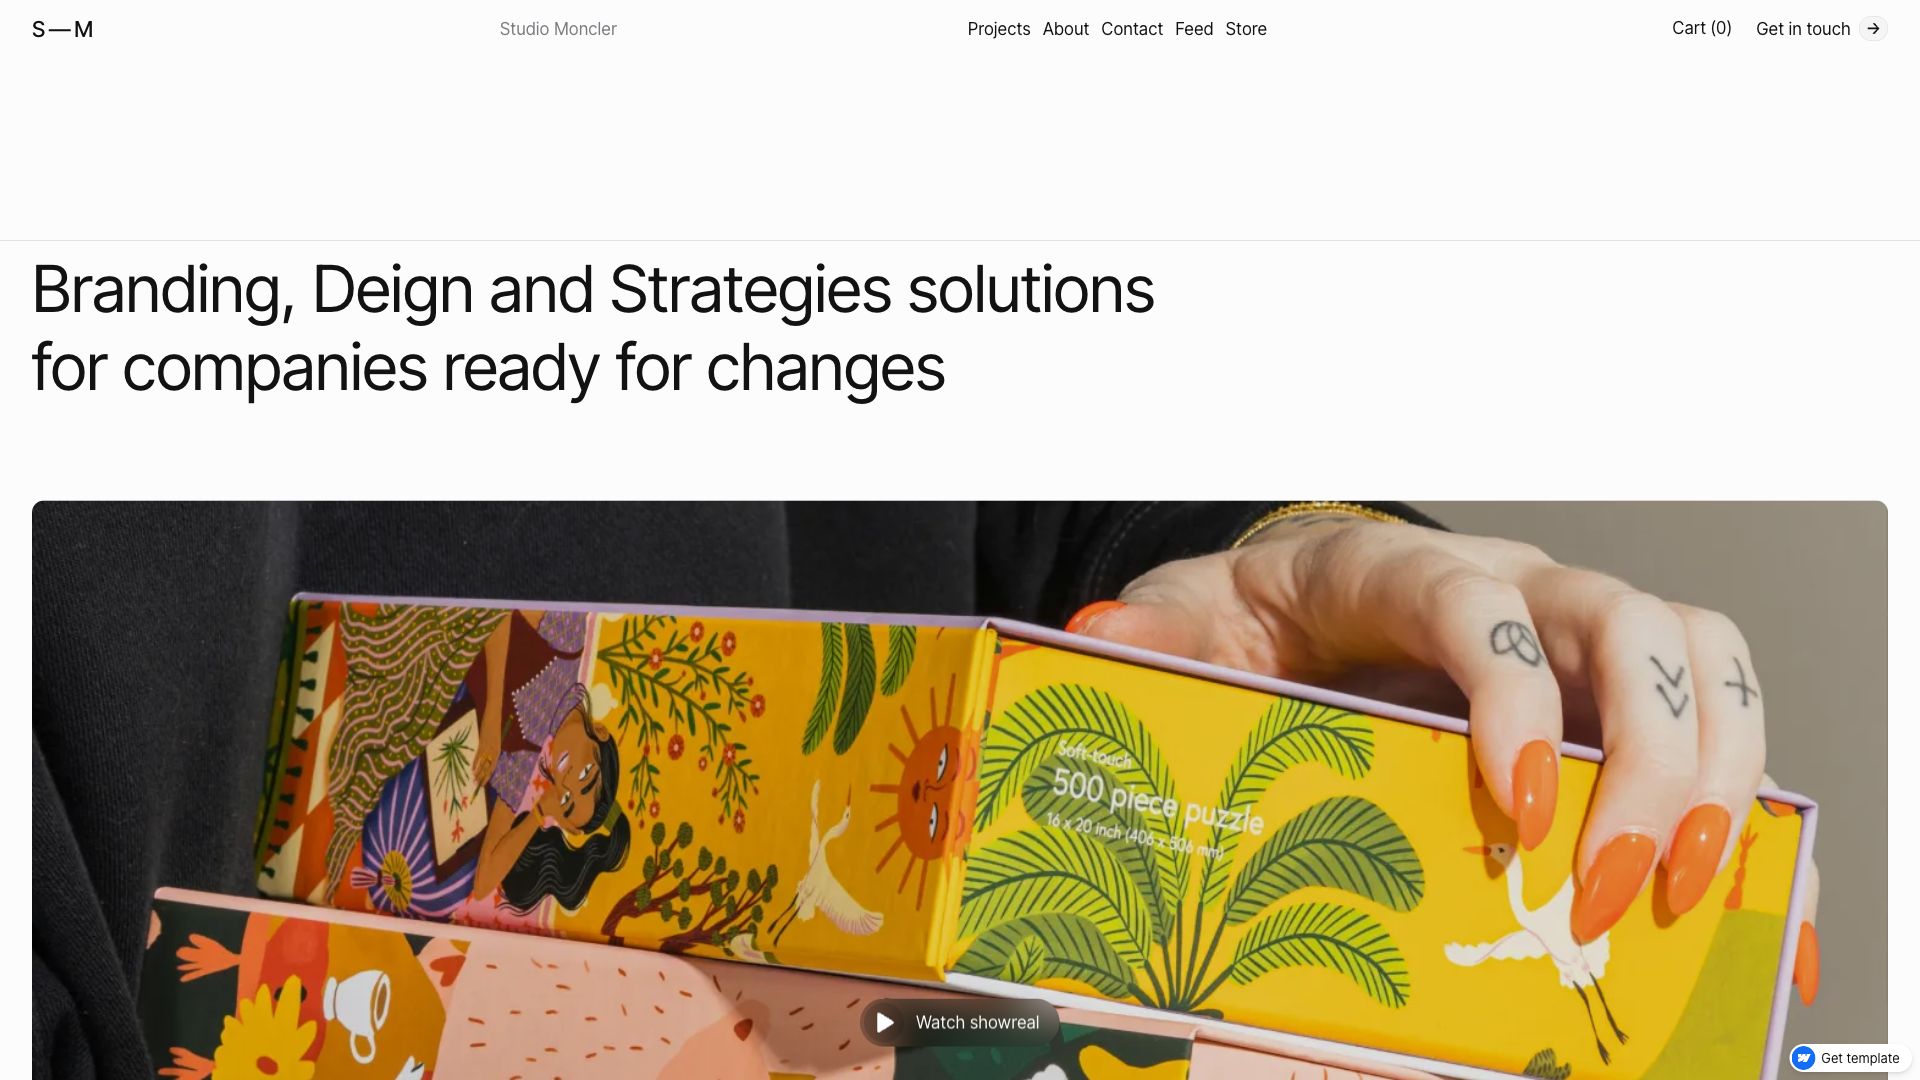 S—M
Studio Moncler
Projects About Contact Feed Store
Cart (0)
Get in touch
Branding, Deign and Strategies solutions
for companies ready for changes
Soft-touch
500 piece puzzle
16 x 20 inch (406 x 506 mm)
Watch showreal
Get template